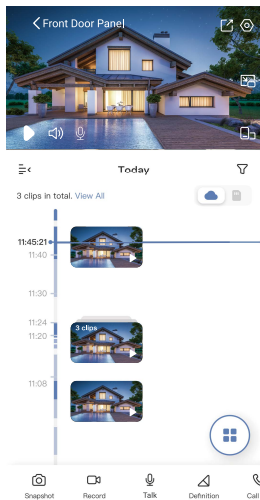 Front Door Panel
Today
3 clips in total. View All
11:45:21
11:40
11:30
11:24
3 clips
11:20
11:08
Snapshot
Record
Talk
Definition
Call